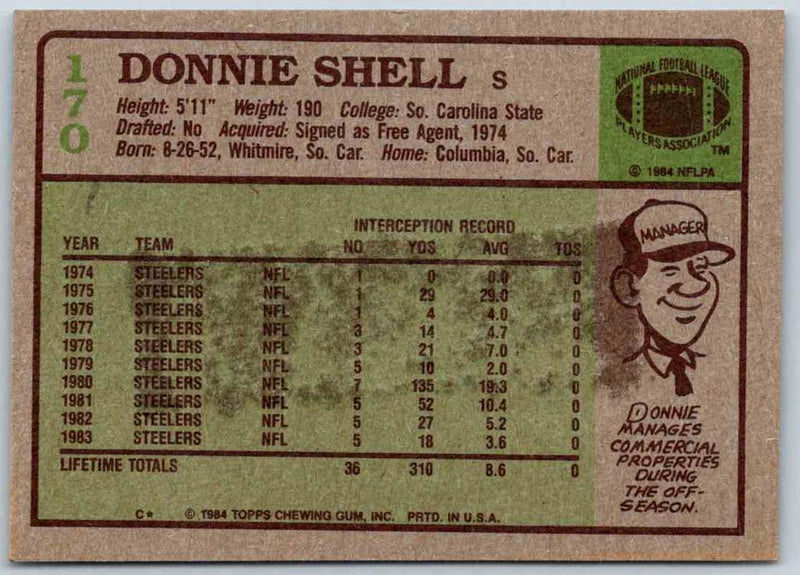 170
DONNIE SHELL S
Height: 5'11" Weight: 190 College: So. Carolina State
Drafted: No Acquired: Signed as Free Agent, 1974
Born: 8-26-52, Whitmire, So. Car. Home: Columbia, So. Car.
NATIONAL FOOTBALL LEAGUE
PLAYERS ASSOCIATION
TM
© 1984 NFLPA
INTERCEPTION RECORD
YEAR TEAM NO YDS AVG TDS
1974 STEELERS NFL 1 0 0.0 0
1975 STEELERS NFL 1 29 29.0 0
1976 STEELERS NFL 1 4 4.0 0
1977 STEELERS NFL 3 14 4.7 0
1978 STEELERS NFL 3 21 7.0 0
1979 STEELERS NFL 5 10 2.0 0
1980 STEELERS NFL 7 135 19.3 0
1981 STEELERS NFL 5 52 10.4 0
1982 STEELERS NFL 5 27 5.2 0
1983 STEELERS NFL 5 18 3.6 0
LIFETIME TOTALS 36 310 8.6 0
MANAGER
DONNIE
MANAGES
COMMERCIAL
PROPERTIES
DURING
THE OFF-
SEASON.
C* © 1984 TOPPS CHEWING GUM, INC. PRTD. IN U.S.A.